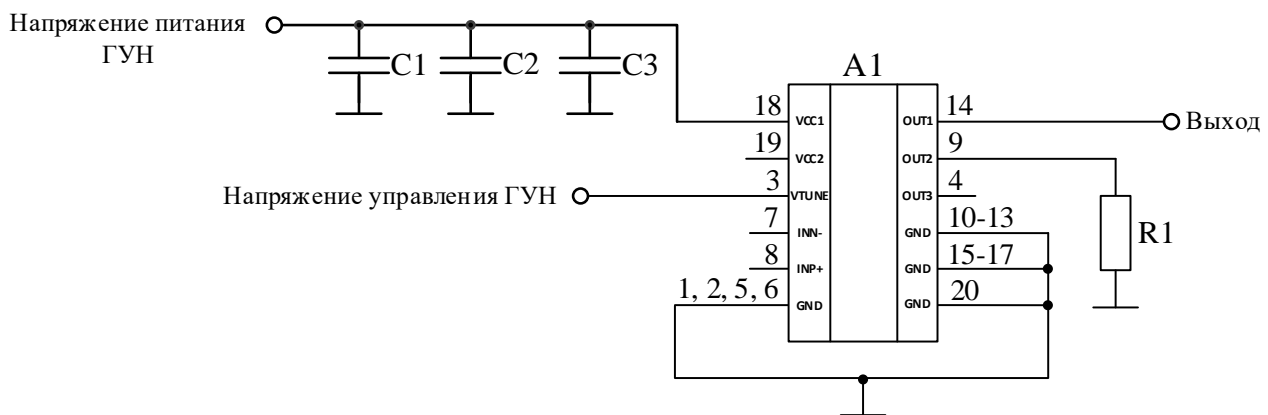 Напряжение питания
ГУН
C1
C2
C3
A1
18
VCC1
OUT1
14
Выход
19
VCC2
OUT2
9
Напряжение управления ГУН
3
VTUNE
OUT3
4
7
INN-
GND
10-13
R1
8
INP+
GND
15-17
1, 2, 5, 6
GND
GND
20